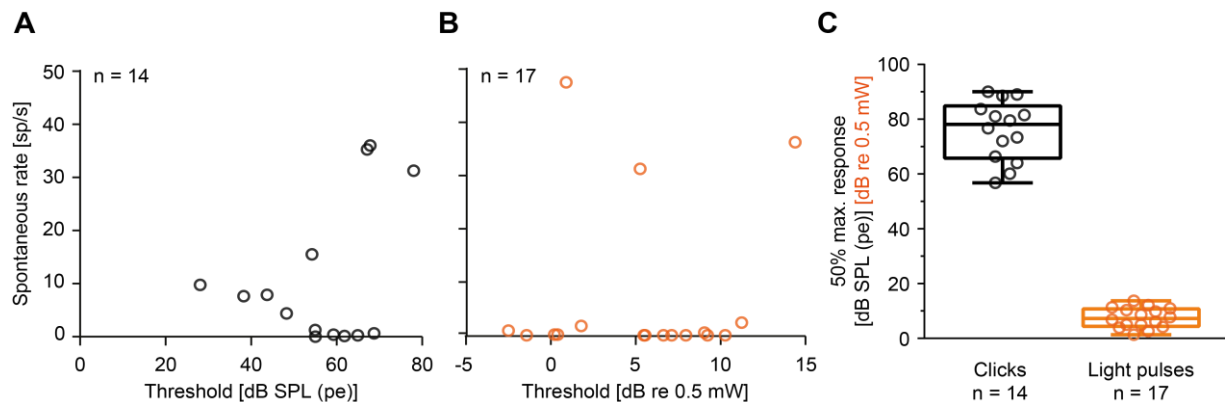 A
B
C
n = 14
n = 17
Spontaneous rate [sp/s]
50
40
30
20
10
0
0
20
40
60
80
Threshold [dB SPL (pe)]
-5
0
5
10
15
Threshold [dB re 0.5 mW]
50% max. response
[dB SPL (pe)] [dB re 0.5 mW]
100
80
60
40
20
0
Clicks
n = 14
Light pulses
n = 17